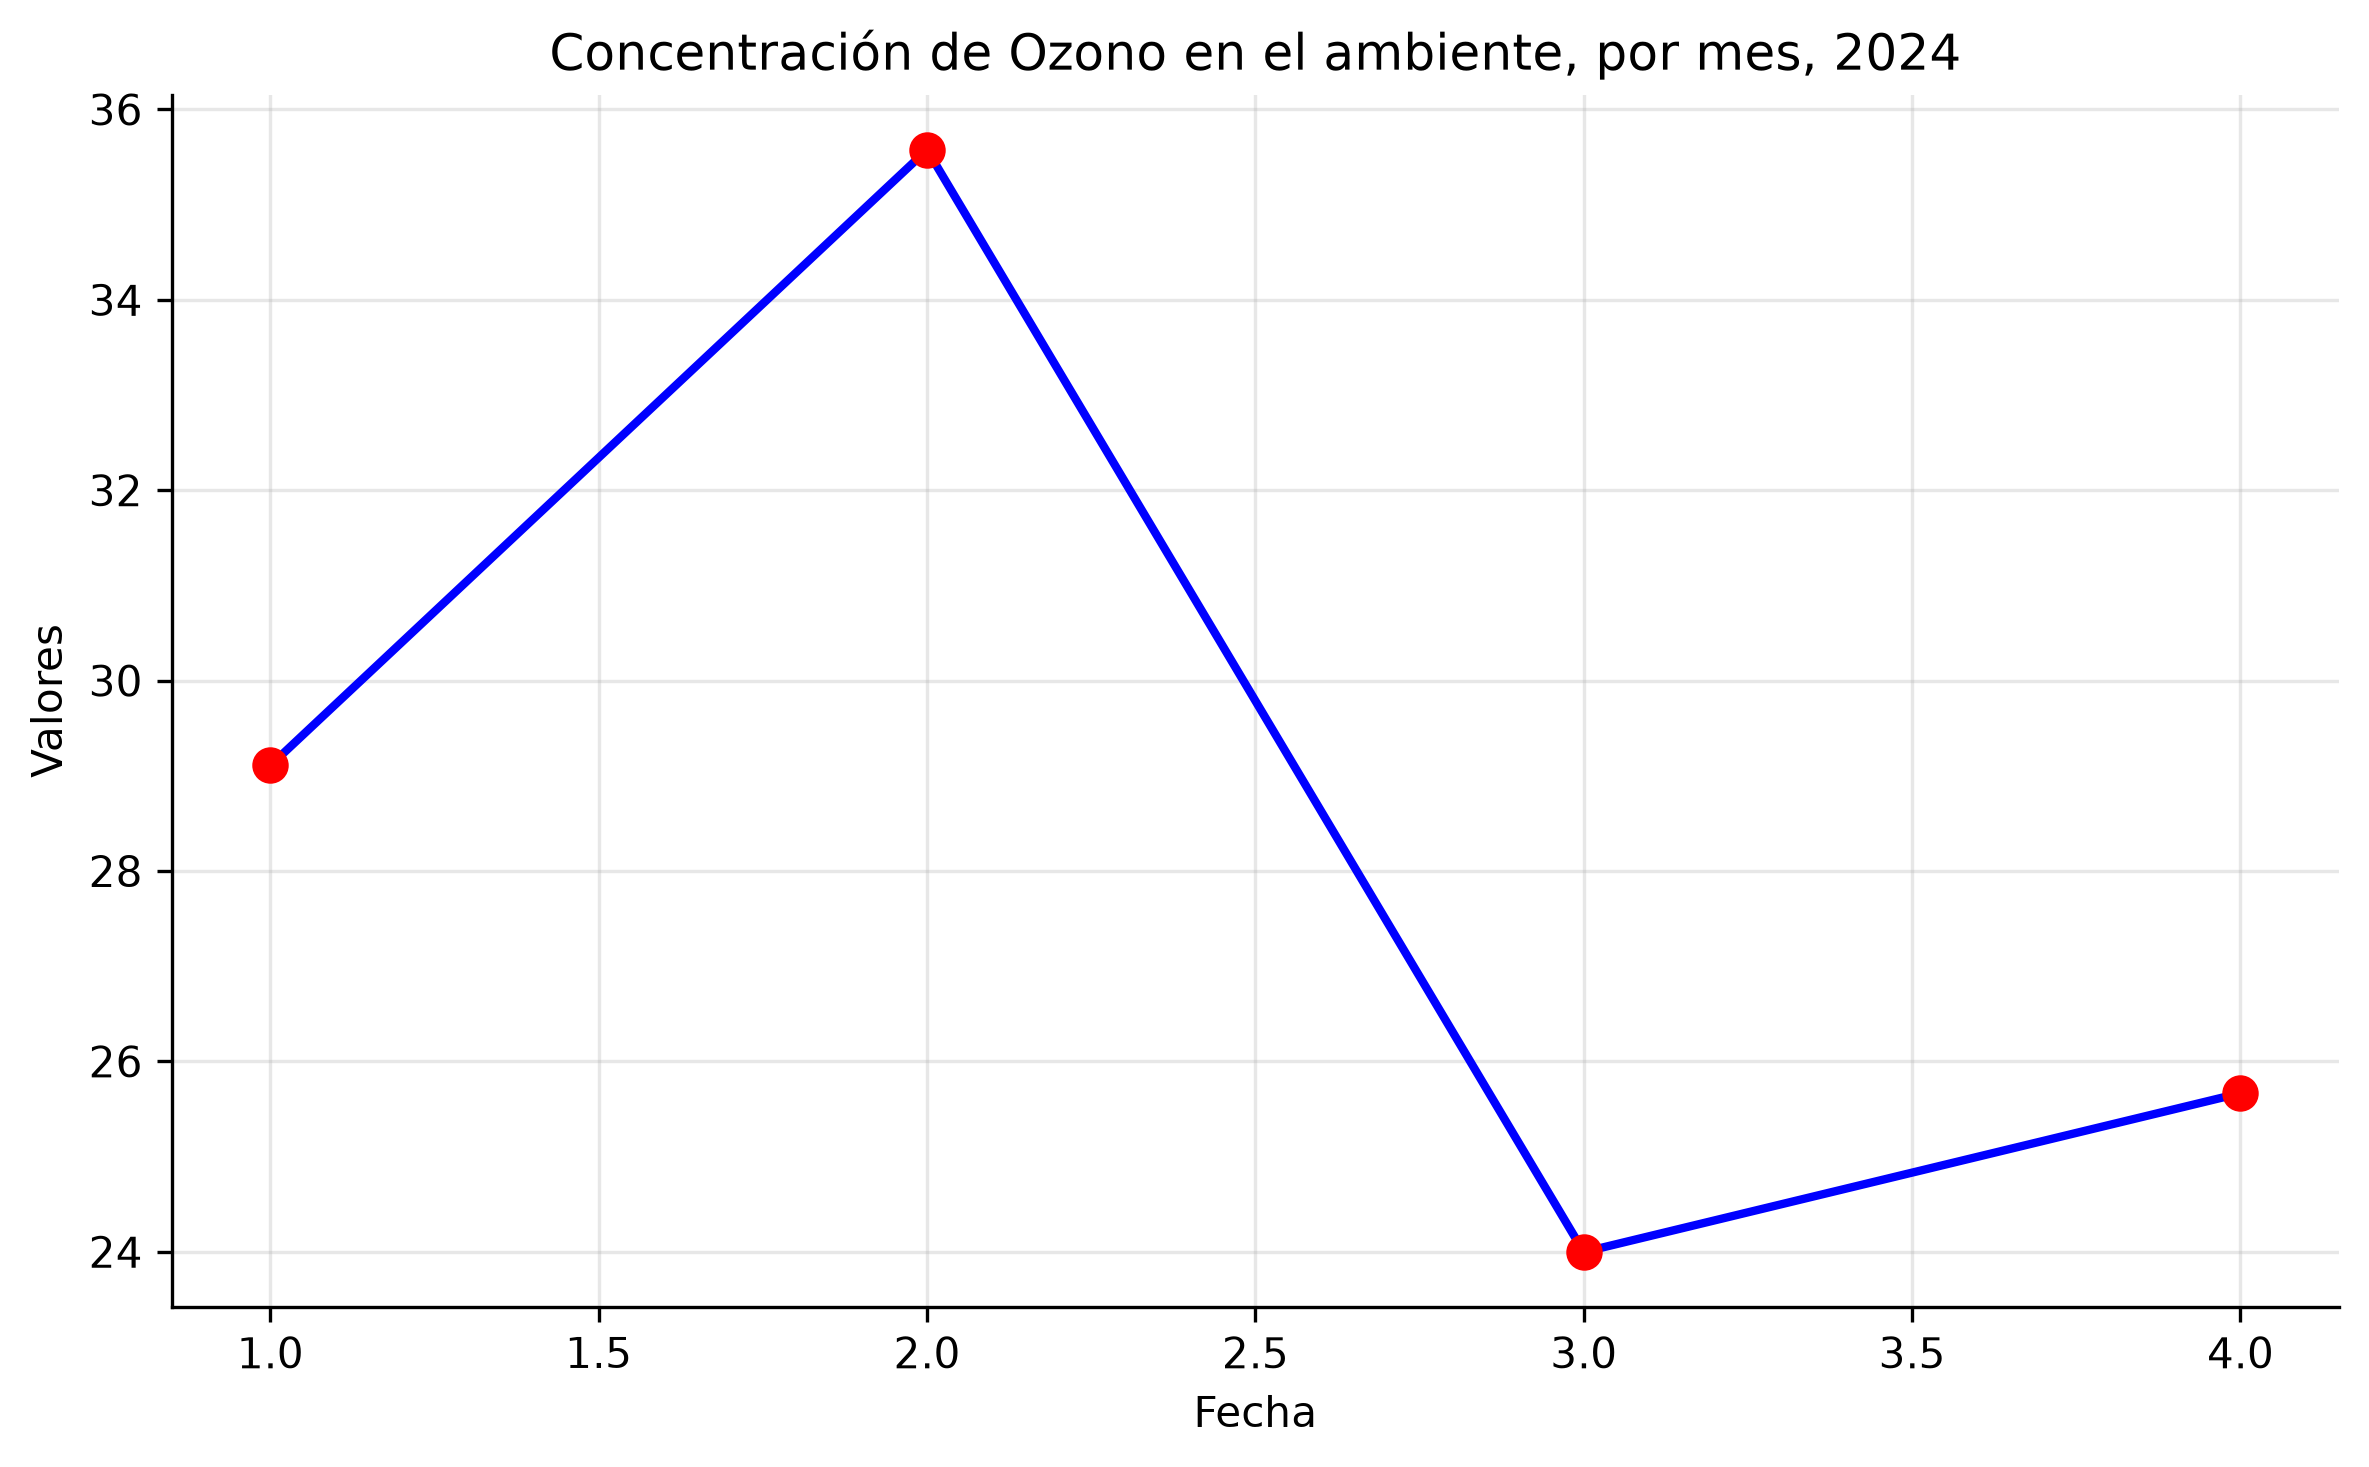 Concentración de Ozono en el ambiente, por mes, 2024
36
34
32
30
28
26
24
Valores
1.0 1.5 2.0 2.5 3.0 3.5 4.0
Fecha